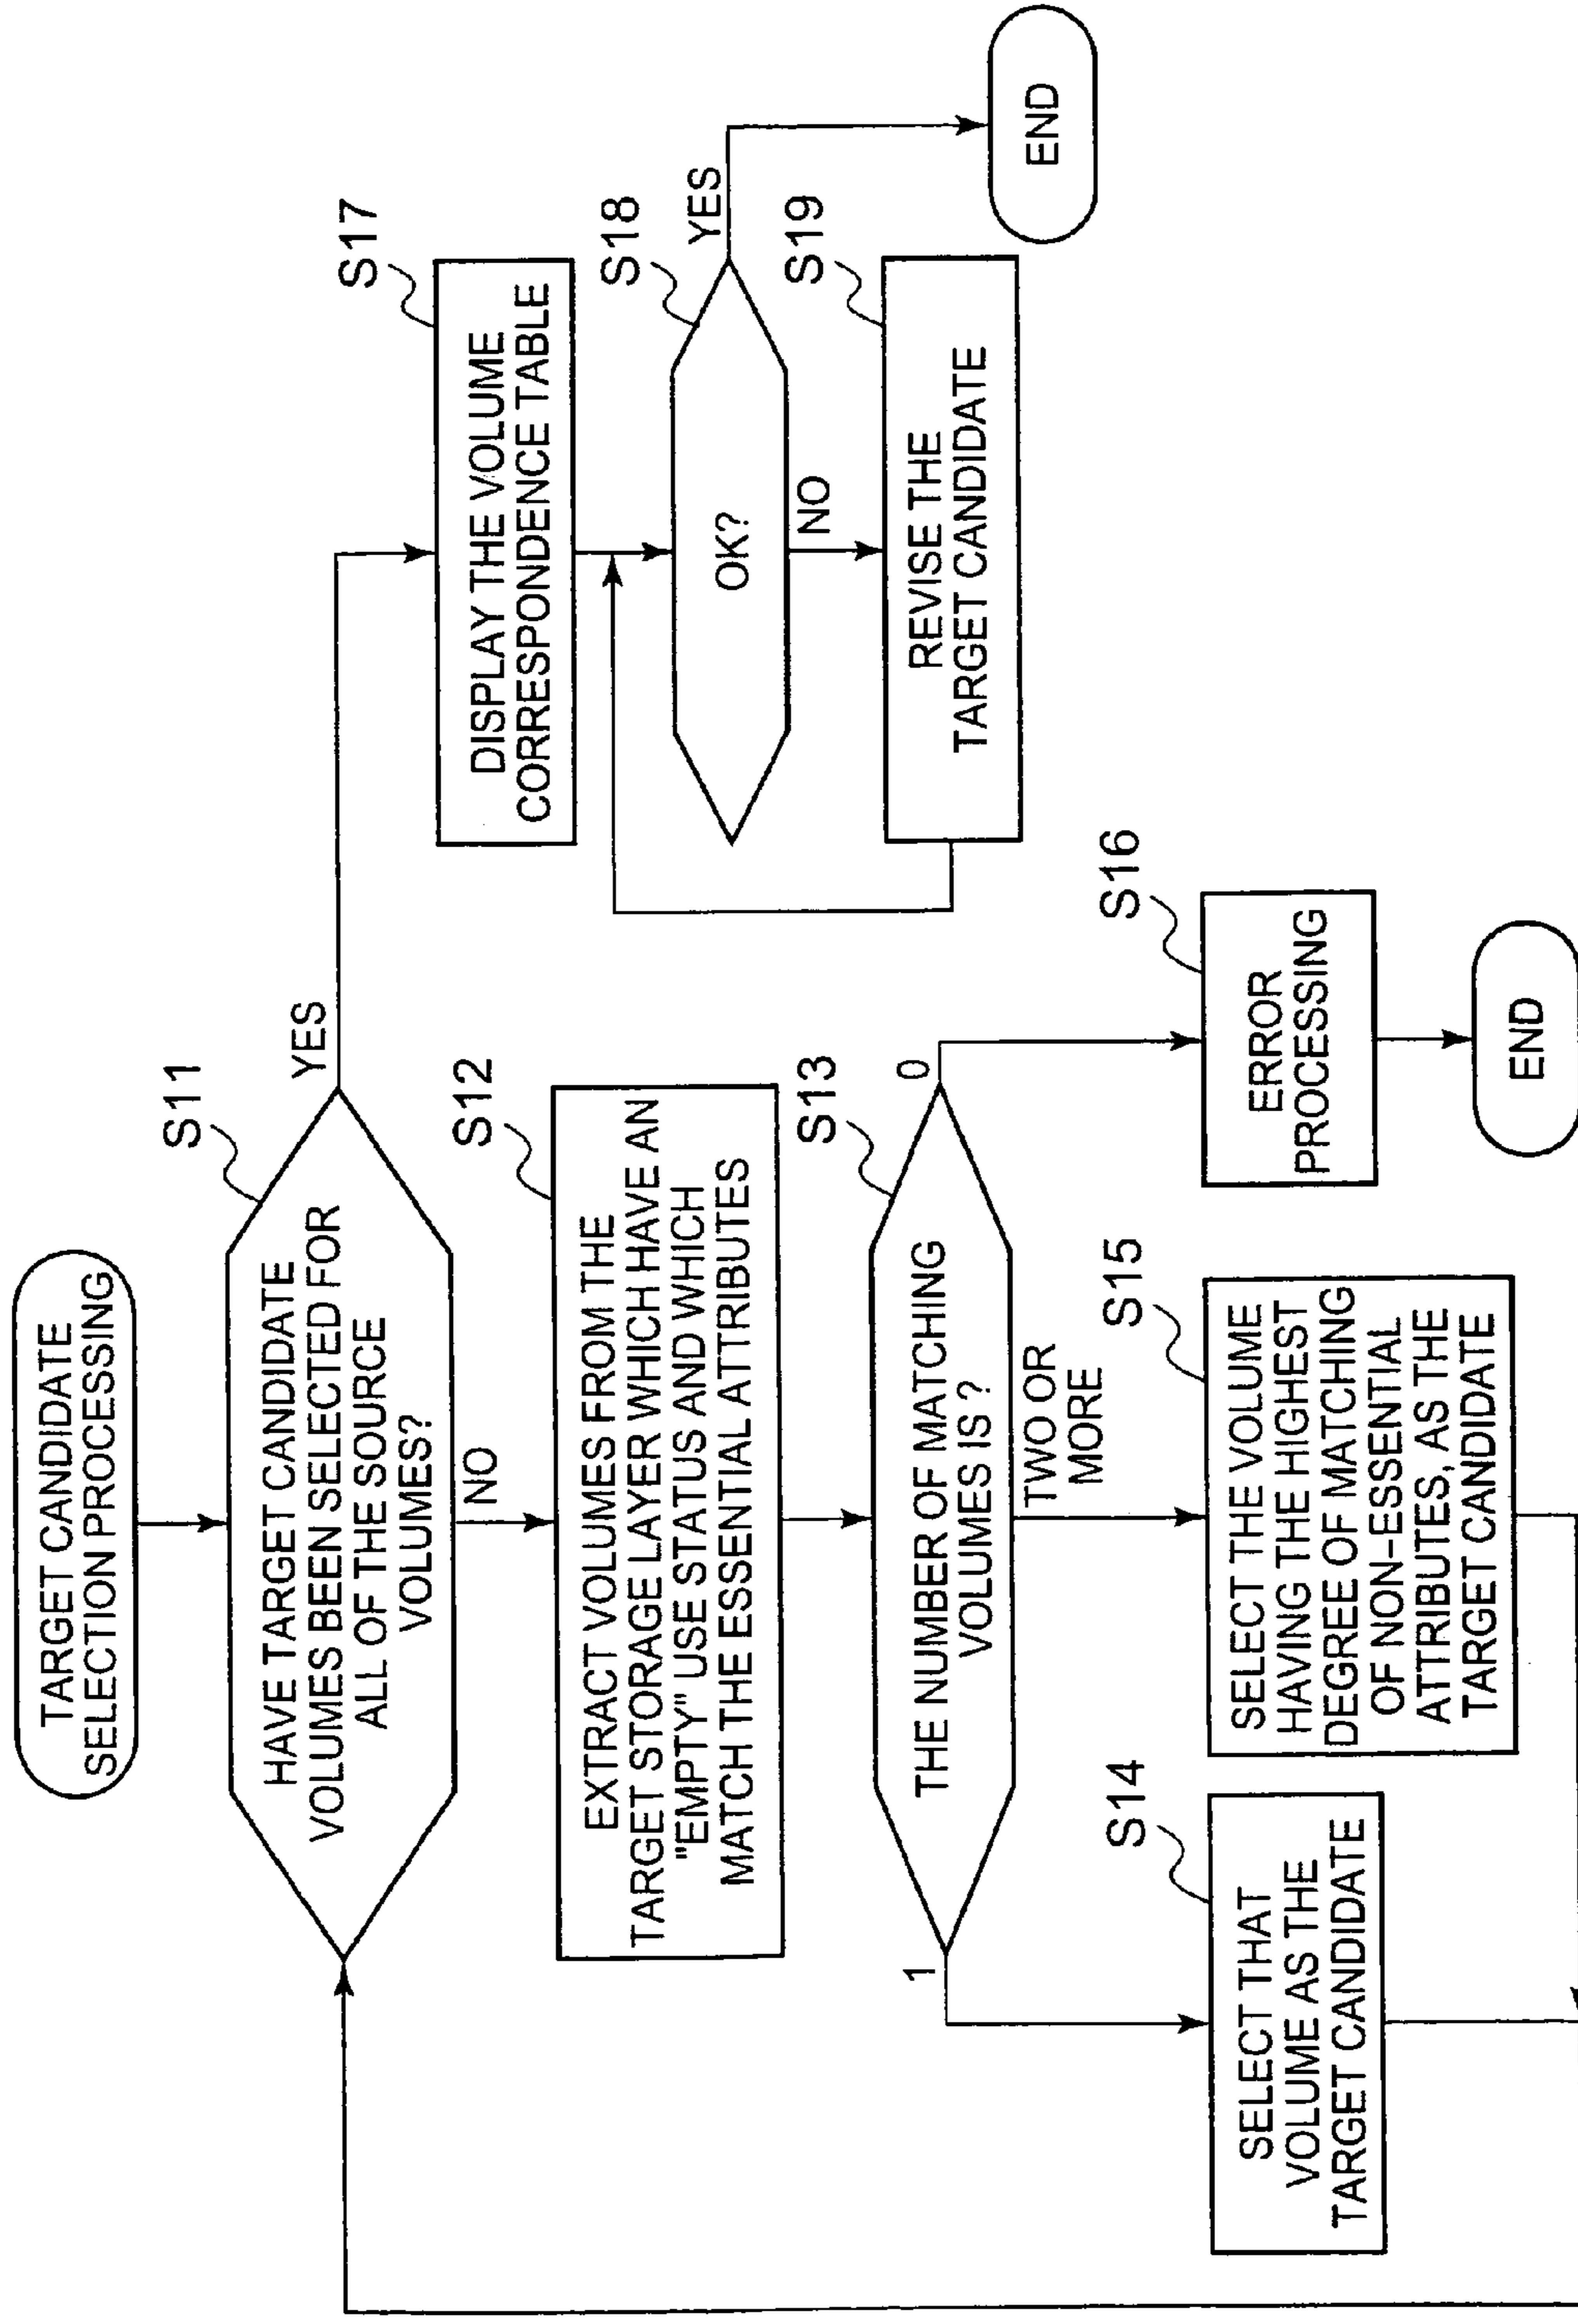 TARGET CANDIDATE
SELECTION PROCESSING
S11
HAVE TARGET CANDIDATE
VOLUMES BEEN SELECTED FOR
ALL OF THE SOURCE
VOLUMES?
YES
NO
S12
EXTRACT VOLUMES FROM THE
TARGET STORAGE LAYER WHICH HAVE AN
"EMPTY" USE STATUS AND WHICH
MATCH THE ESSENTIAL ATTRIBUTES
S13
THE NUMBER OF MATCHING
VOLUMES IS ?
1
TWO OR
MORE
0
S14
SELECT THAT
VOLUME AS THE
TARGET CANDIDATE
S15
SELECT THE VOLUME
HAVING THE HIGHEST
DEGREE OF MATCHING
OF NON-ESSENTIAL
ATTRIBUTES, AS THE
TARGET CANDIDATE
S16
ERROR
PROCESSING
END
S17
DISPLAY THE VOLUME
CORRESPONDENCE TABLE
S18
OK?
YES
NO
S19
REVISE THE
TARGET CANDIDATE
END